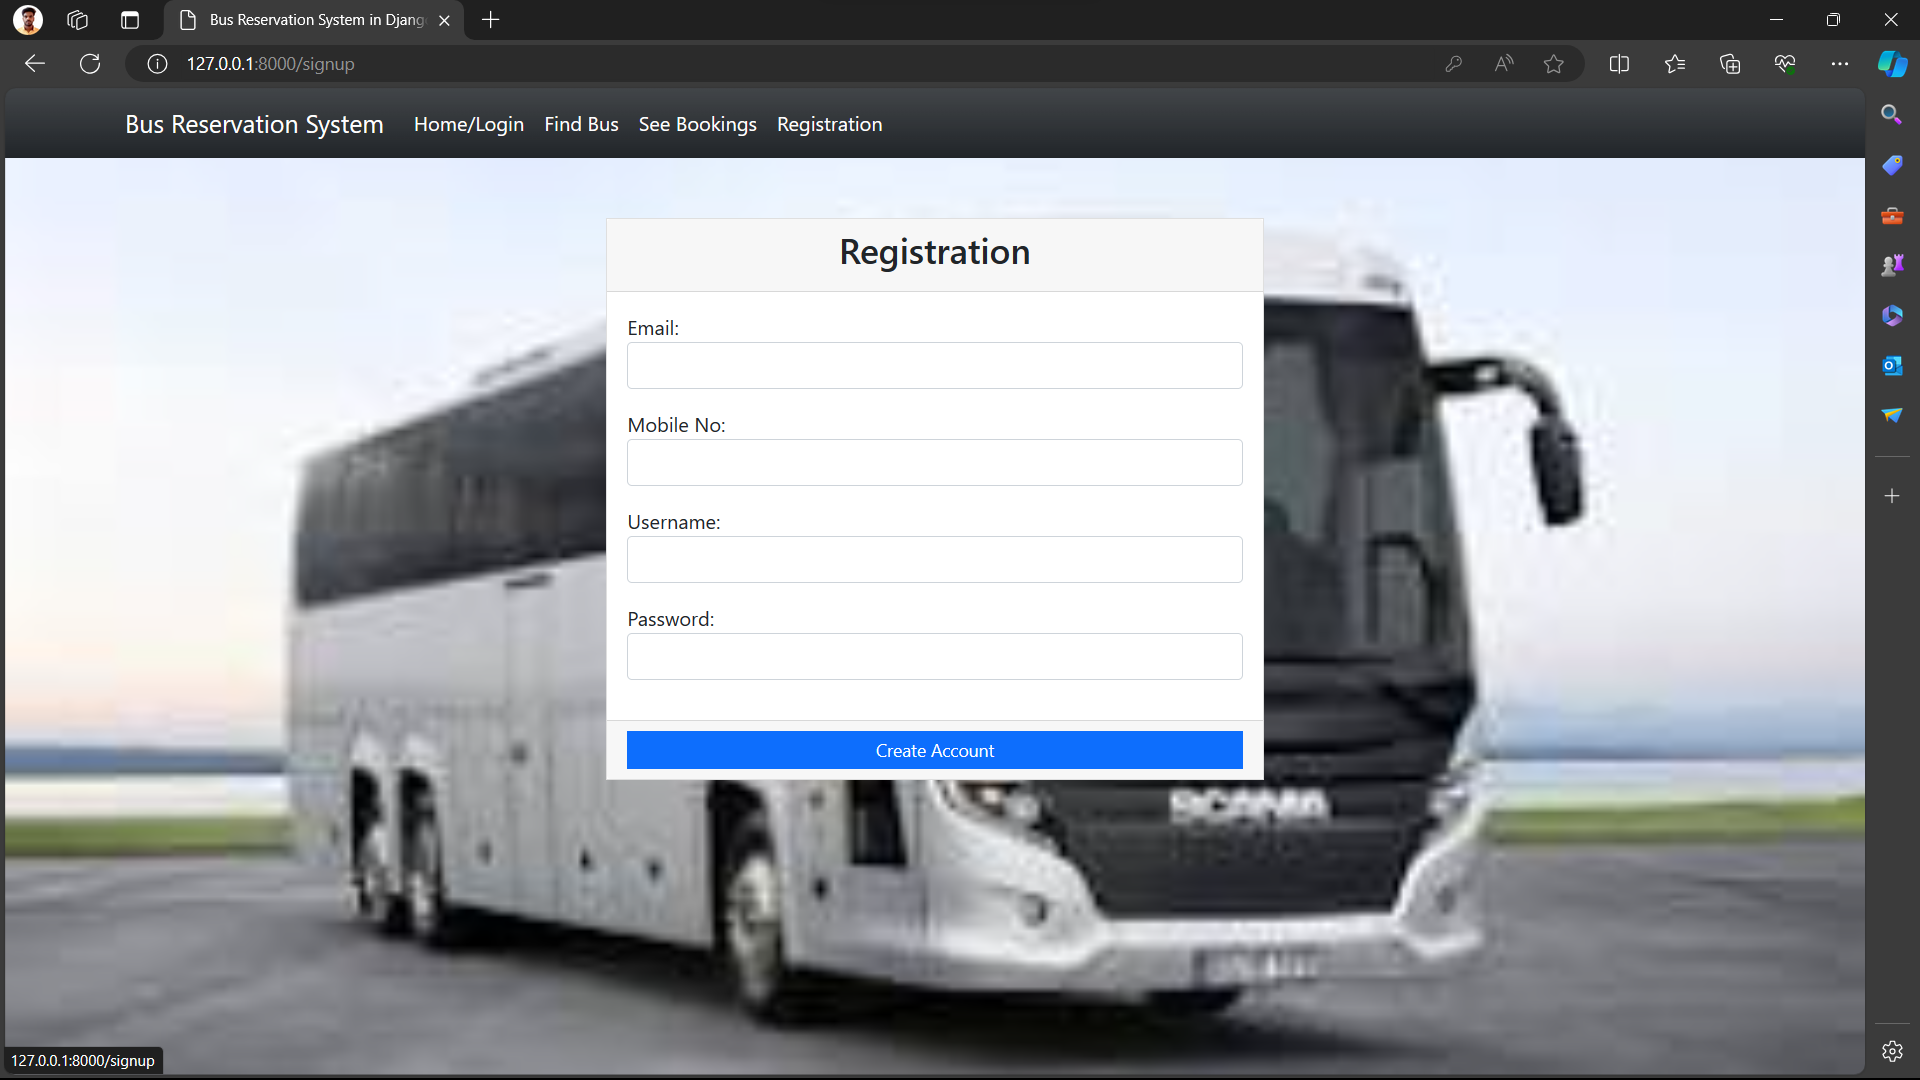 Bus Reservation System in Djang
127.0.0.1:8000/signup
Bus Reservation System Home/Login Find Bus See Bookings Registration
Registration
Email:
Mobile No:
Username:
Password:
Create Account
SCANIA
127.0.0.1:8000/signup